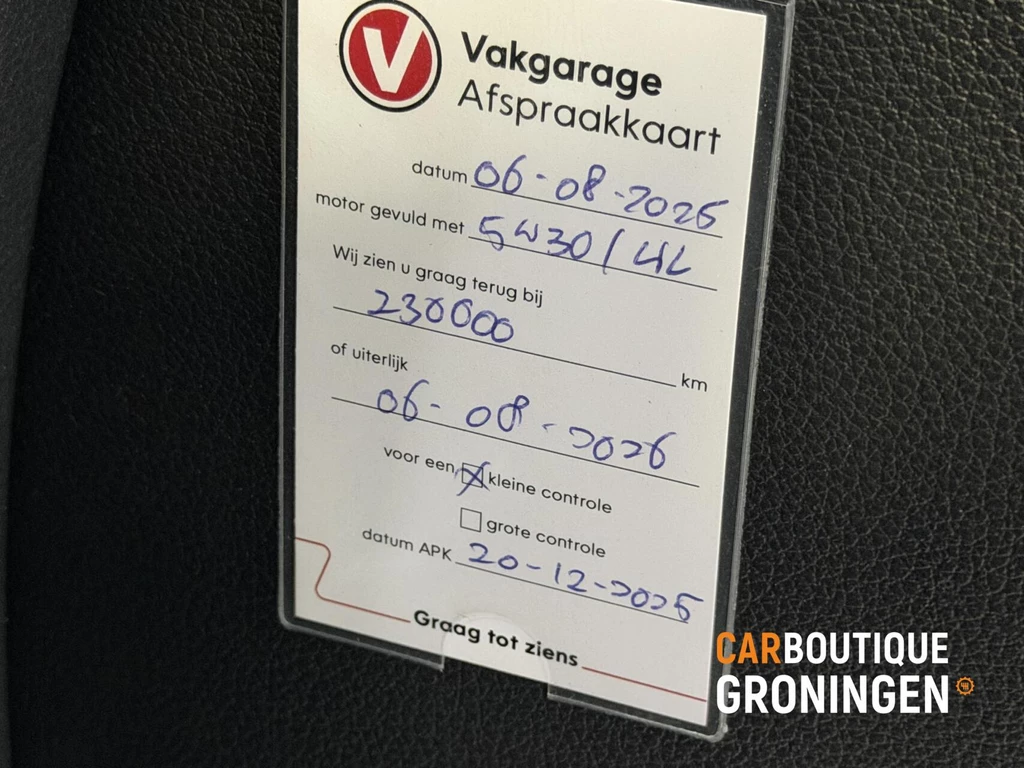 V
Vakgarage
Afspraakkaart
datum 06-08-2025
motor gevuld met 5W30/4L
Wij zien u graag terug bij
230000 km
of uiterlijk
06-08-2026
voor een kleine controle
grote controle
datum APK 20-12-2025
Graag tot ziens
CARBOUTIQUE
GRONINGEN